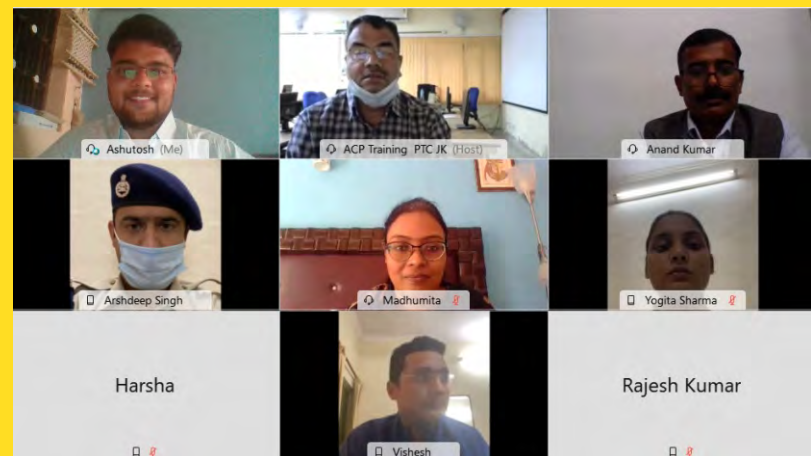 Ashutosh (Me)
ACP Training PTC JK (Host)
Anand Kumar
Arshdeep Singh
Madhumita
Yogita Sharma
Harsha
Vishesh
Rajesh Kumar